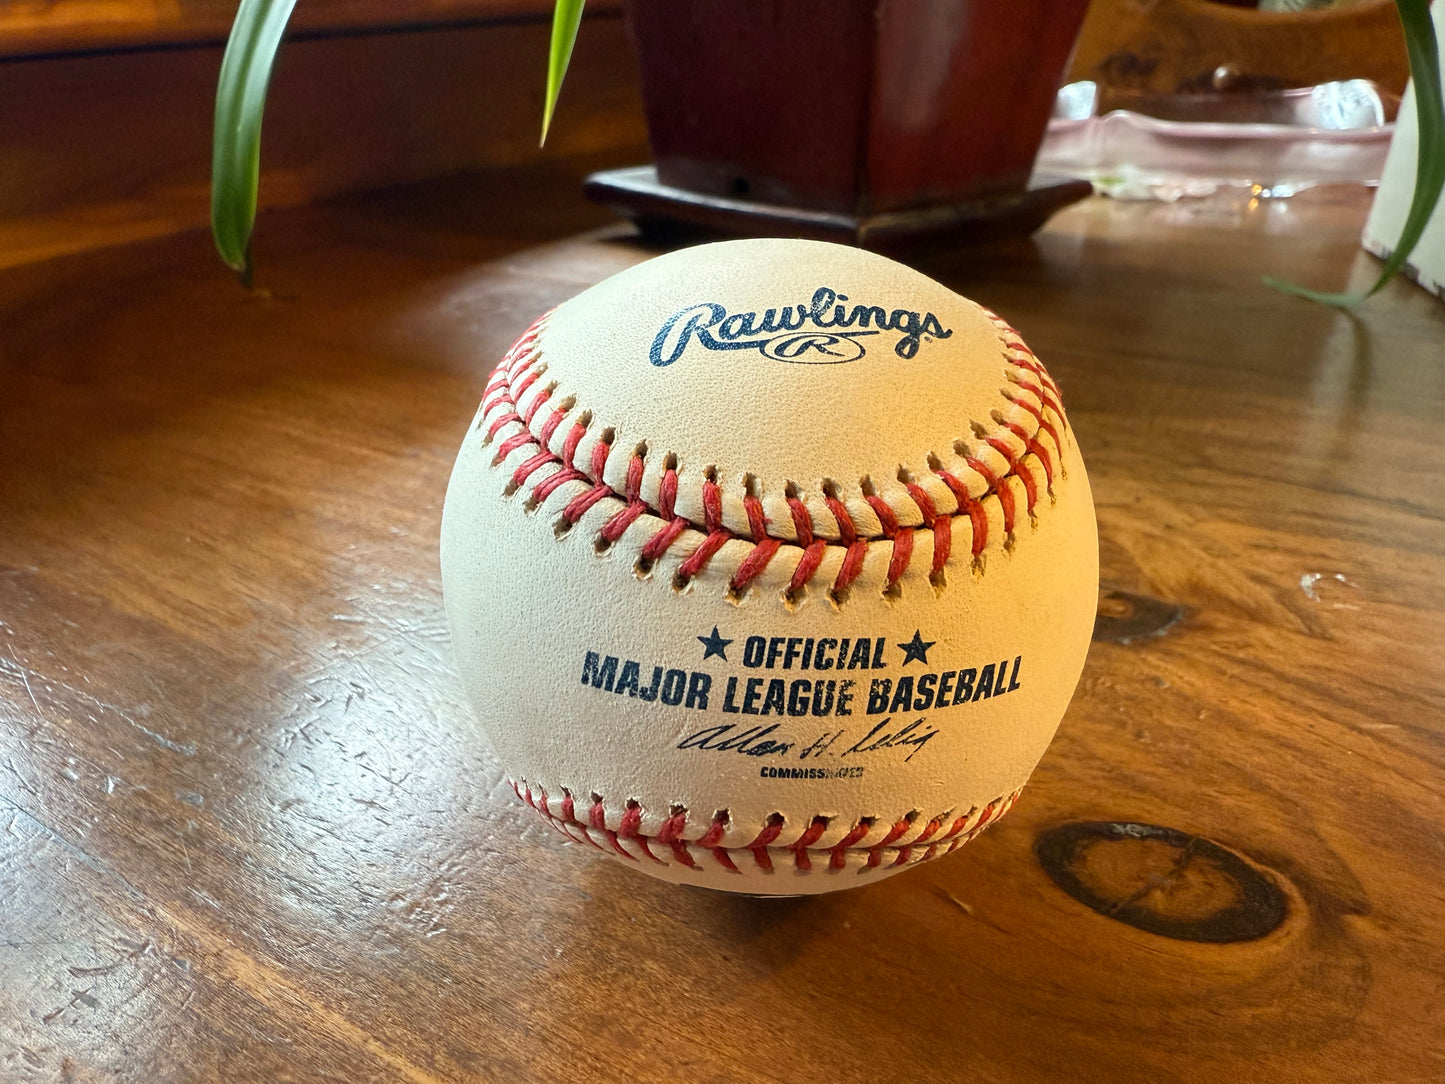 Rawlings
R
★ OFFICIAL ★
MAJOR LEAGUE BASEBALL
Allan H. Selig
COMMISSIONER